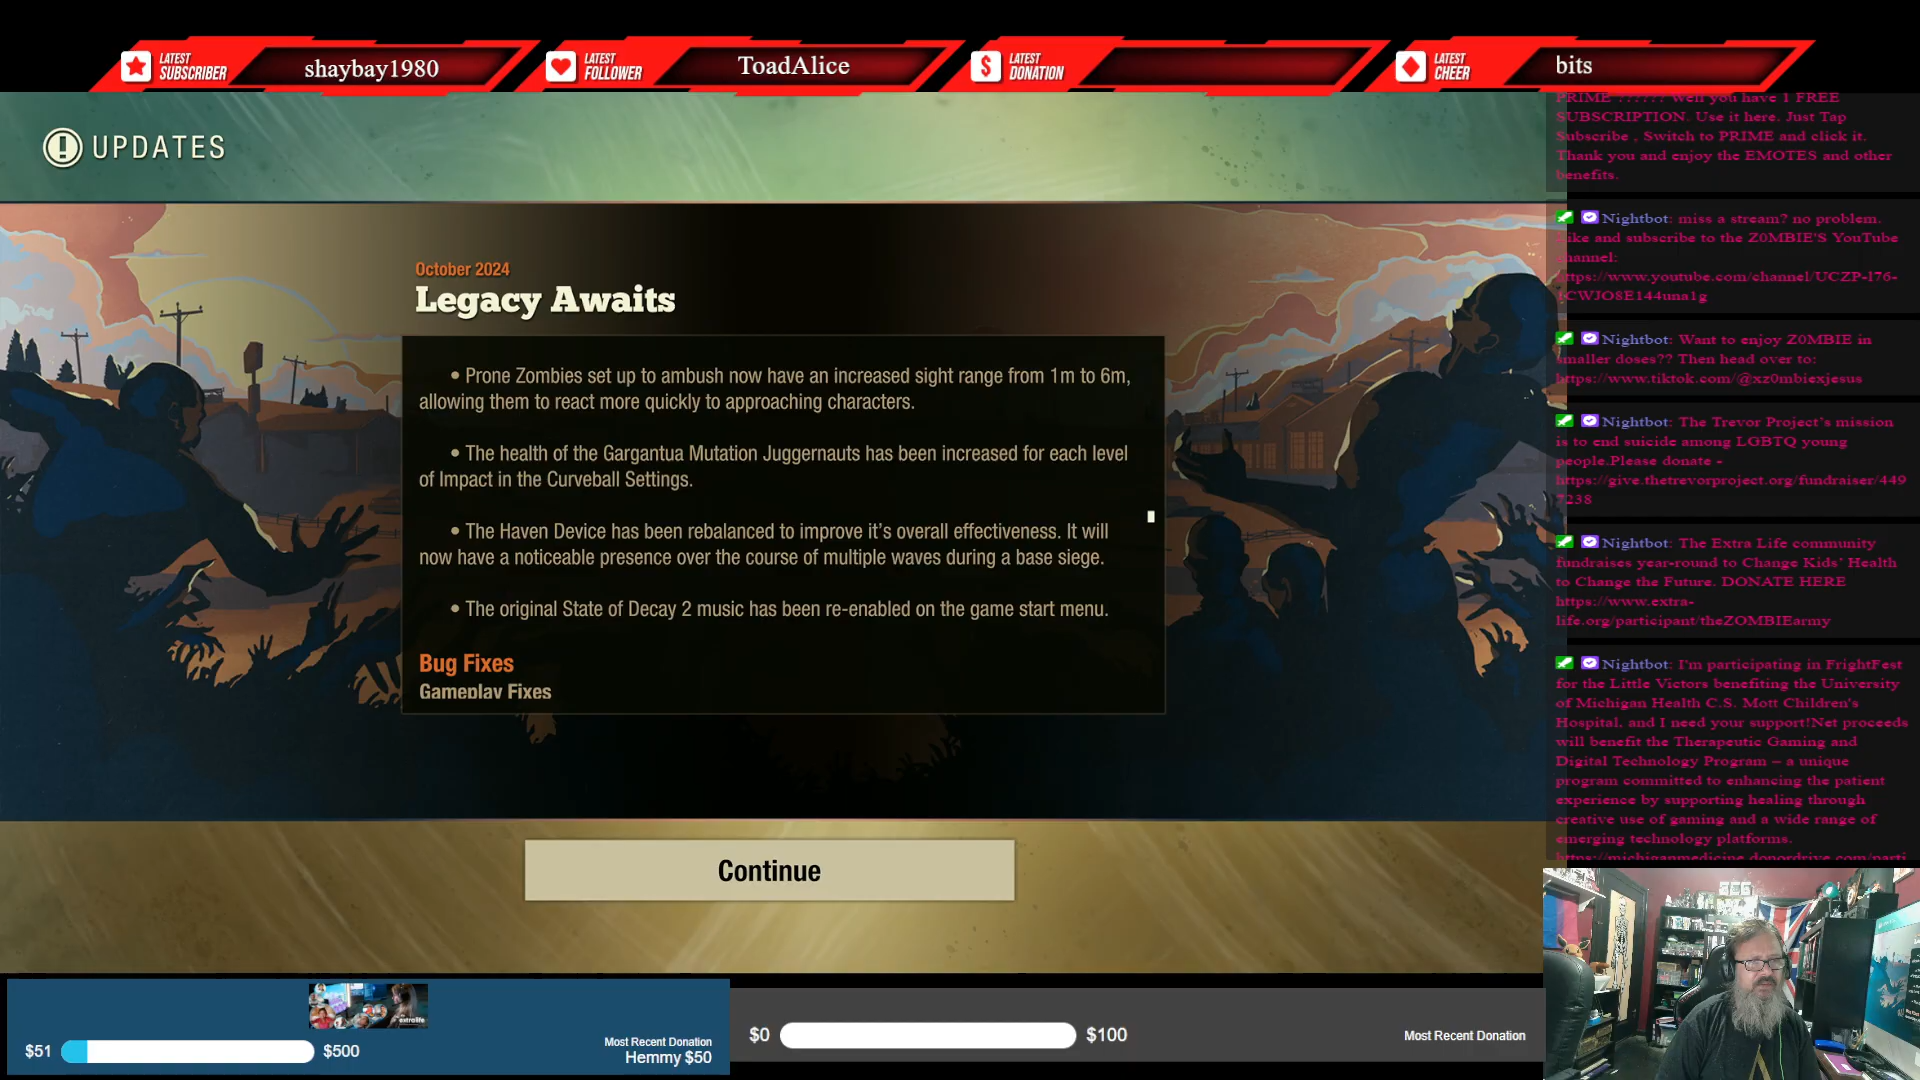 LATEST
SUBSCRIBER
shaybay1980
LATEST
FOLLOWER
ToadAlice
LATEST
DONATION
LATEST
CHEER
bits
UPDATES
October 2024
Legacy Awaits
• Prone Zombies set up to ambush now have an increased sight range from 1m to 6m,
allowing them to react more quickly to approaching characters.
• The health of the Gargantua Mutation Juggernauts has been increased for each level
of Impact in the Curveball Settings.
• The Haven Device has been rebalanced to improve it's overall effectiveness. It will
now have a noticeable presence over the course of multiple waves during a base siege.
• The original State of Decay 2 music has been re-enabled on the game start menu.
Bug Fixes
Gameplay Fixes
Continue
PRIME ?????? Well you have 1 FREE
SUBSCRIPTION. Use it here. Just Tap
Subscribe , Switch to PRIME and click it.
Thank you and enjoy the EMOTES and other
benefits.
Nightbot: miss a stream? no problem.
Like and subscribe to the Z0MBIE'S YouTube
channel:
Nightbot: Want to enjoy Z0MBIE in
smaller doses?? Then head over to:
https://www.tiktok.com/@xz0mbiexjesus
Nightbot: The Trevor Project's mission
is to end suicide among LGBTQ young
people.Please donate -
https://give.thetrevorproject.org/fundraiser/449
7238
Nightbot: The Extra Life community
fundraises year-round to Change Kids' Health
to Change the Future. DONATE HERE
https://www.extra-
life.org/participant/theZOMBIEarmy
Nightbot: I'm participating in FrightFest
for the Little Victors benefiting the University
of Michigan Health C.S. Mott Children's
Hospital, and I need your support!Net proceeds
will benefit the Therapeutic Gaming and
Digital Technology Program – a unique
program committed to enhancing the patient
experience by supporting healing through
creative use of gaming and a wide range of
emerging technology platforms.
https://michiganmedicine.donordrive.com/parti
extralife
$51
$500
Most Recent Donation
Hemmy $50
$0
$100
Most Recent Donation